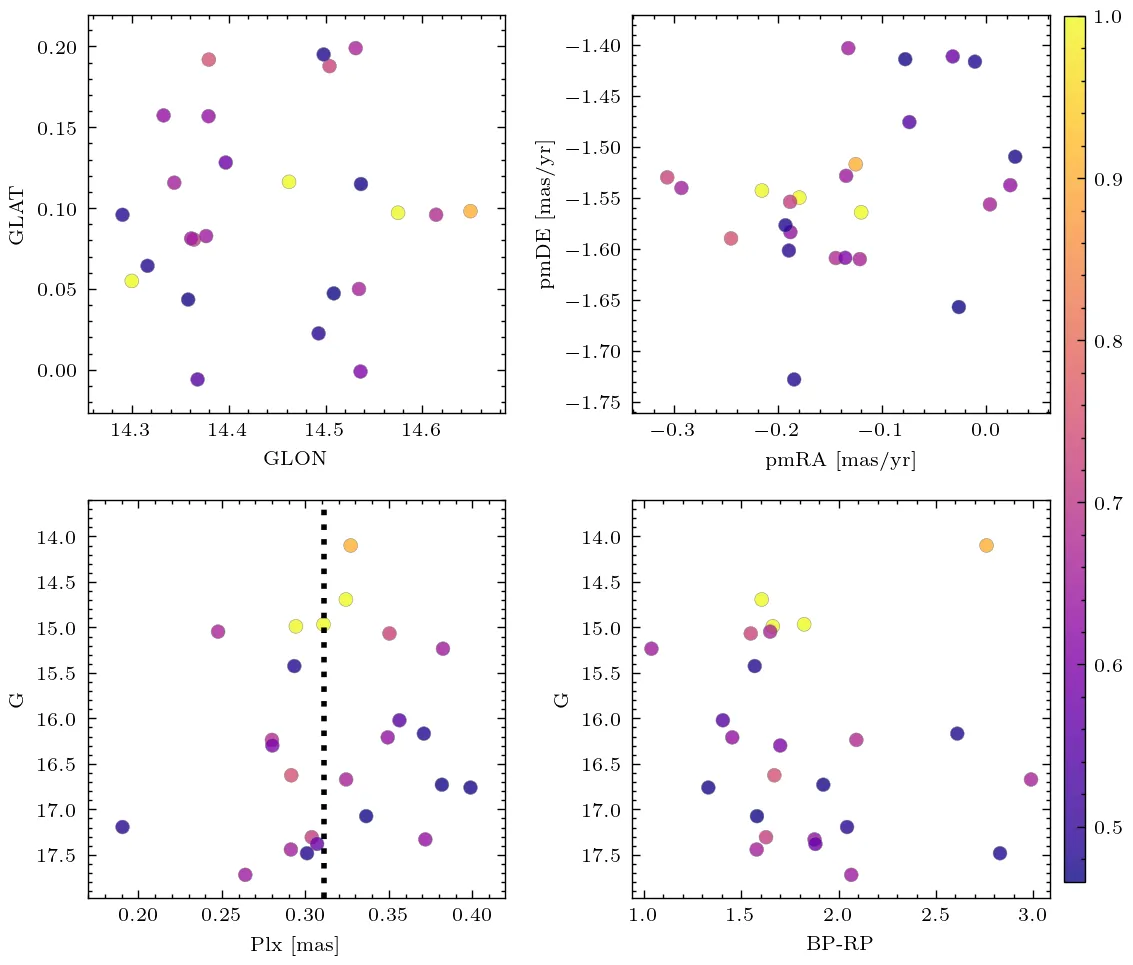 0.20
0.15
0.10
0.05
0.00
GLAT
14.3 14.4 14.5 14.6
GLON
−1.40
−1.45
−1.50
−1.55
−1.60
−1.65
−1.70
−1.75
pmDE [mas/yr]
−0.3 −0.2 −0.1 0.0
pmRA [mas/yr]
14.0
14.5
15.0
15.5
16.0
16.5
17.0
17.5
G
0.20 0.25 0.30 0.35 0.40
Plx [mas]
14.0
14.5
15.0
15.5
16.0
16.5
17.0
17.5
G
1.0 1.5 2.0 2.5 3.0
BP-RP
1.0
0.9
0.8
0.7
0.6
0.5